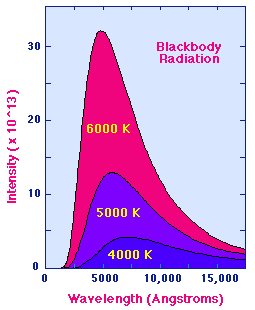 Blackbody
Radiation
30
20
10
0
Intensity ( x 10^13)
6000 K
5000 K
4000 K
0
5000
10,000
15,000
Wavelength (Angstroms)